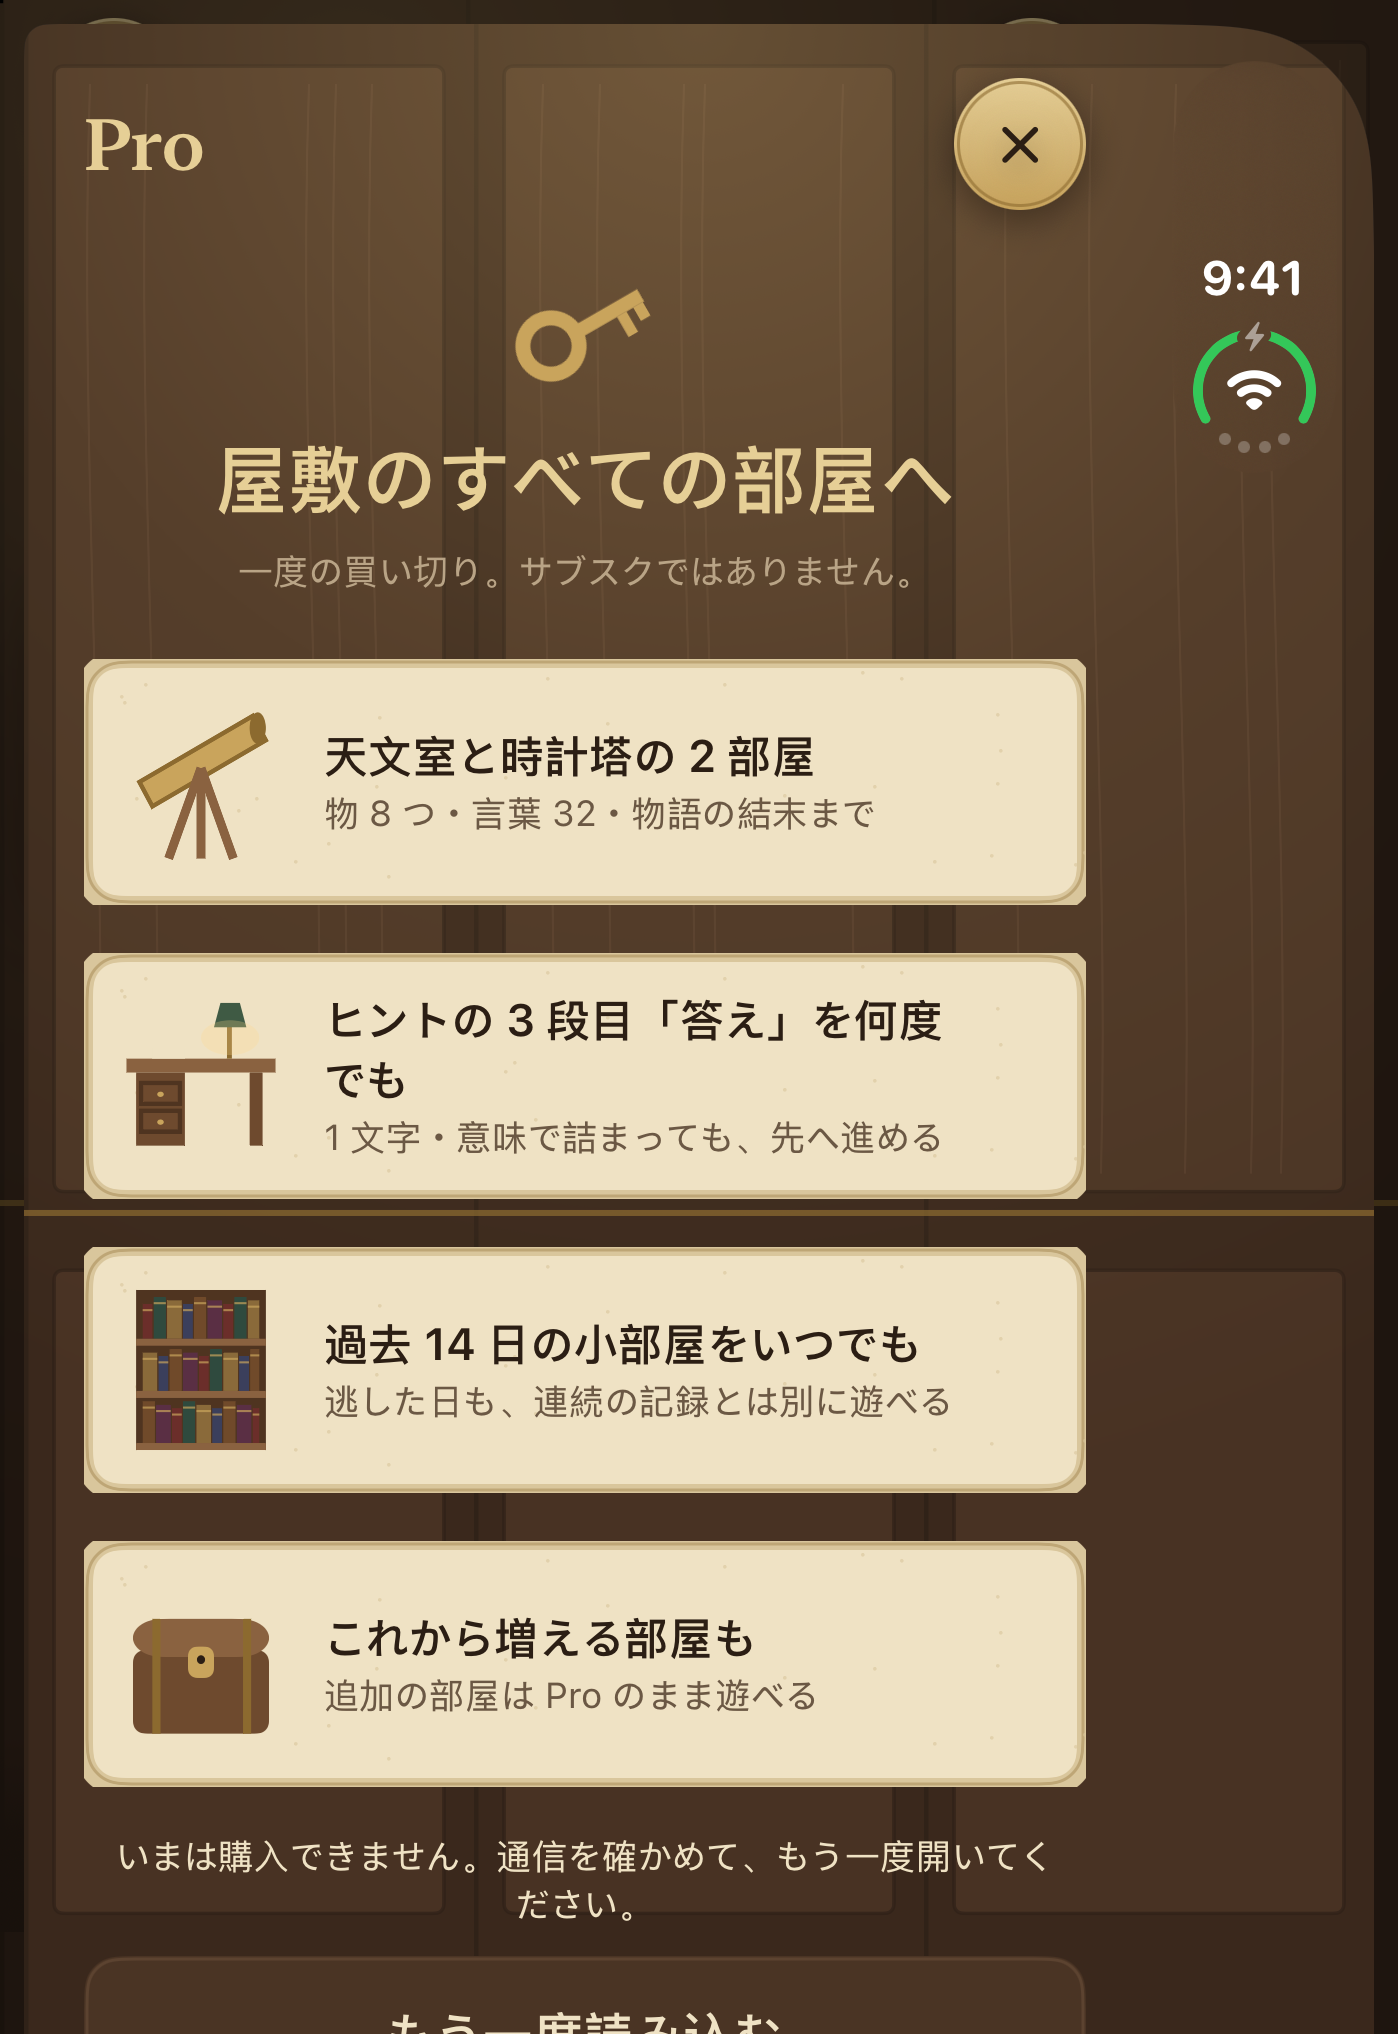 Pro
9:41
屋敷のすべての部屋へ
一度の買い切り。サブスクではありません。
天文室と時計塔の 2 部屋
物 8 つ・言葉 32・物語の結末まで
ヒントの 3 段目「答え」を何度
でも
1 文字・意味で詰まっても、先へ進める
過去 14 日の小部屋をいつでも
逃した日も、連続の記録とは別に遊べる
これから増える部屋も
追加の部屋は Pro のまま遊べる
いまは購入できません。通信を確かめて、もう一度開いてく
ださい。
もう一度読み込む